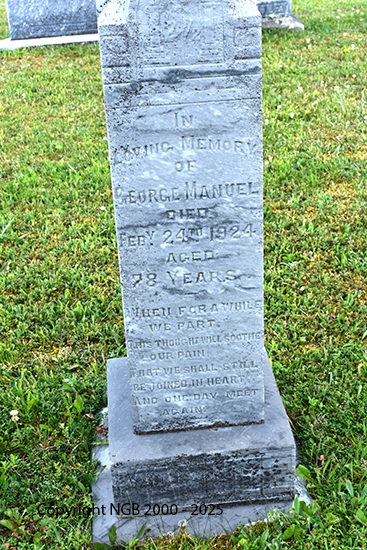 IN
LOVING MEMORY
OF
GEORGE MANUEL
DIED
FEBY 24TH 1924
AGED
78 YEARS
WHEN FOR A WHILE
WE PART
THIS THOUGHT WILL SOOTHE
OUR PAIN
THAT WE SHALL STILL
BE JOINED IN HEART
AND ONE DAY MEET
AGAIN
Copyright NGB 2000 - 2025